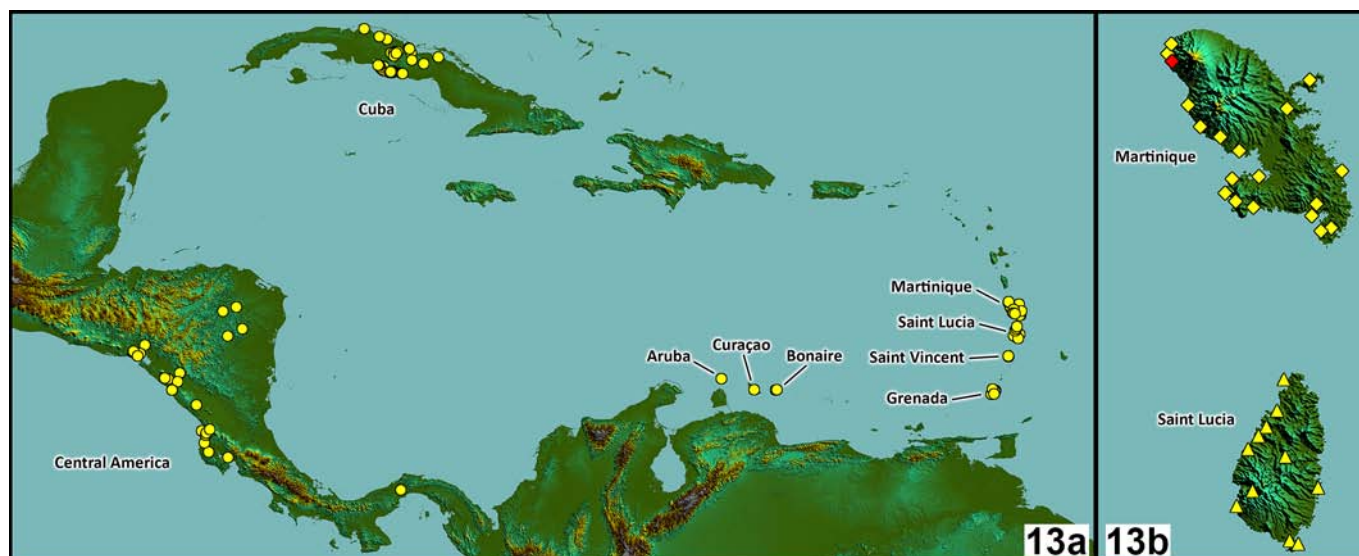 Cuba
Martinique
Saint Lucia
Saint Vincent
Grenada
Aruba
Curaçao
Bonaire
Central America
13a
Martinique
Saint Lucia
13b